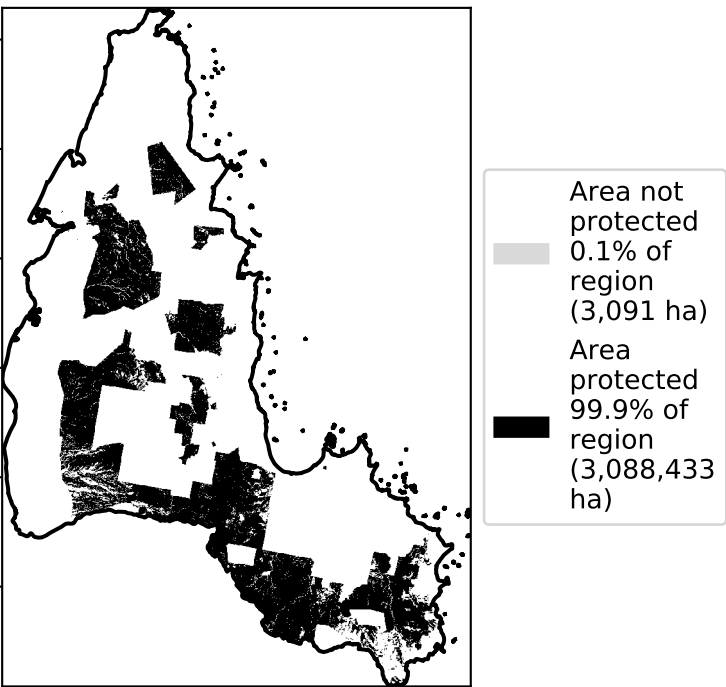 Area not
protected
0.1% of
region
(3,091 ha)
Area
protected
99.9% of
region
(3,088,433
ha)